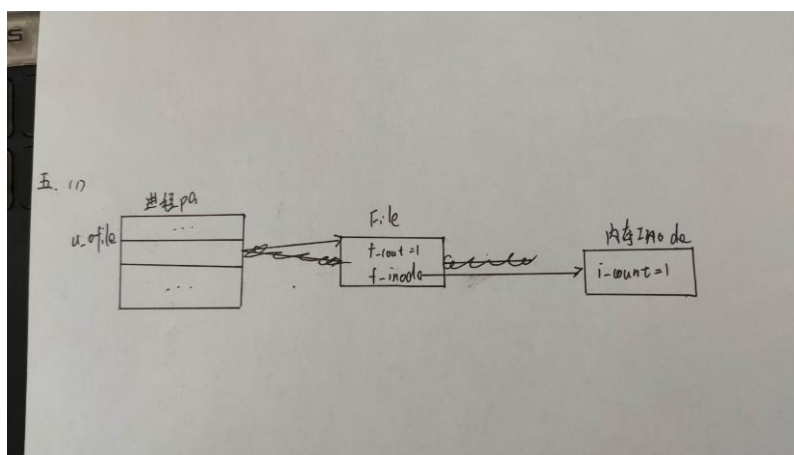 S
五. (1)
进程pa
u_ofile
...
...
File
f_count=1
f_inode
内存INode
i_count=1